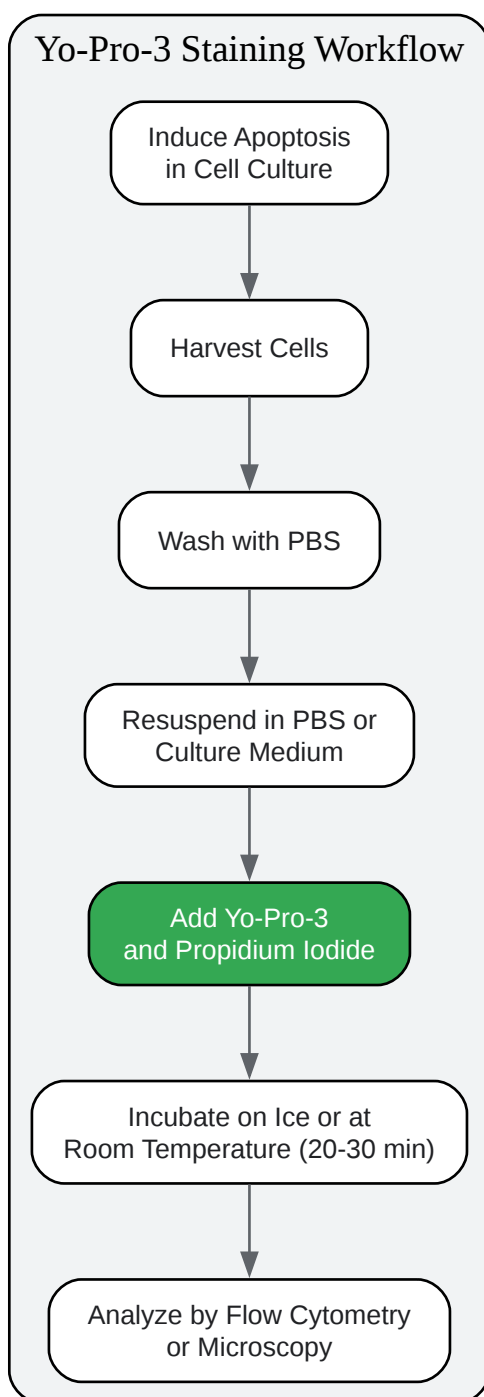 Yo-Pro-3 Staining Workflow
Induce Apoptosis
in Cell Culture
Harvest Cells
Wash with PBS
Resuspend in PBS or
Culture Medium
Add Yo-Pro-3
and Propidium Iodide
Incubate on Ice or at
Room Temperature (20-30 min)
Analyze by Flow Cytometry
or Microscopy